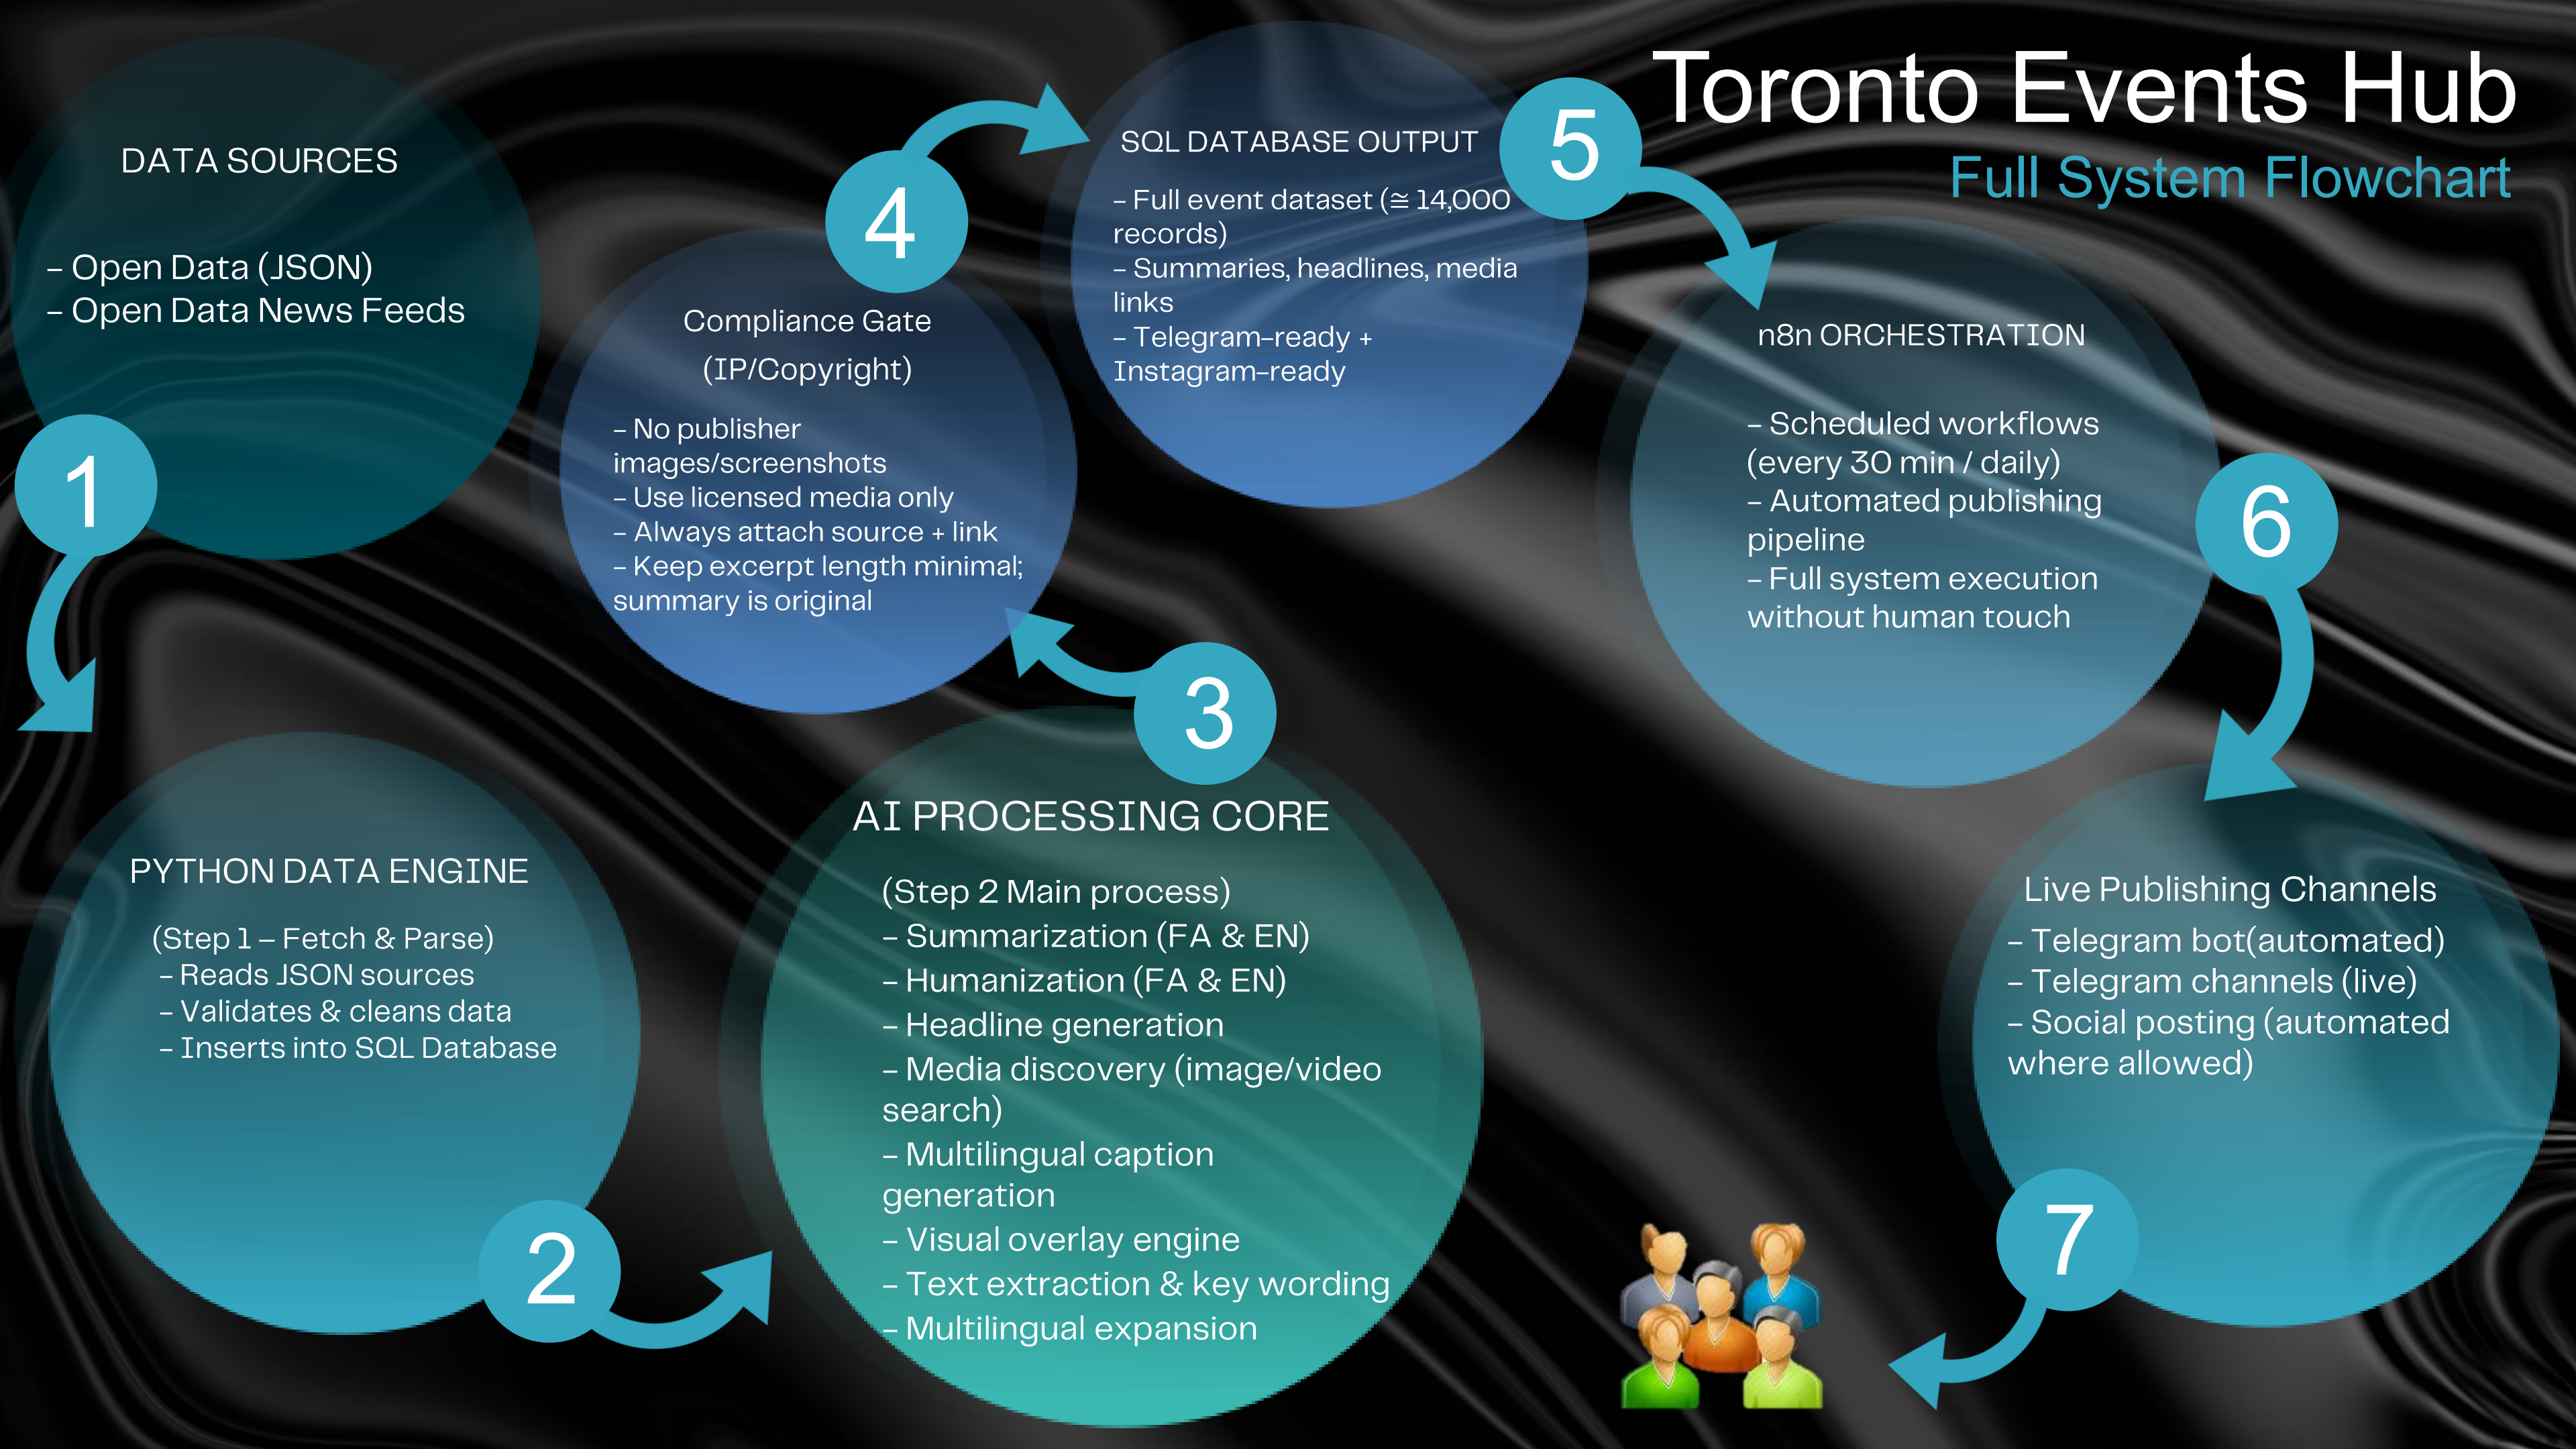 Toronto Events Hub
Full System Flowchart
DATA SOURCES
- Open Data (JSON)
- Open Data News Feeds
1
PYTHON DATA ENGINE
(Step 1 – Fetch & Parse)
- Reads JSON sources
- Validates & cleans data
- Inserts into SQL Database
2
AI PROCESSING CORE
(Step 2 Main process)
- Summarization (FA & EN)
- Humanization (FA & EN)
- Headline generation
- Media discovery (image/video
search)
- Multilingual caption
generation
- Visual overlay engine
- Text extraction & key wording
- Multilingual expansion
3
Compliance Gate
(IP/Copyright)
- No publisher
images/screenshots
- Use licensed media only
- Always attach source + link
- Keep excerpt length minimal;
summary is original
4
SQL DATABASE OUTPUT
- Full event dataset (≅ 14,000
records)
- Summaries, headlines, media
links
- Telegram-ready +
Instagram-ready
5
n8n ORCHESTRATION
- Scheduled workflows
(every 30 min / daily)
- Automated publishing
pipeline
- Full system execution
without human touch
6
Live Publishing Channels
- Telegram bot(automated)
- Telegram channels (live)
- Social posting (automated
where allowed)
7